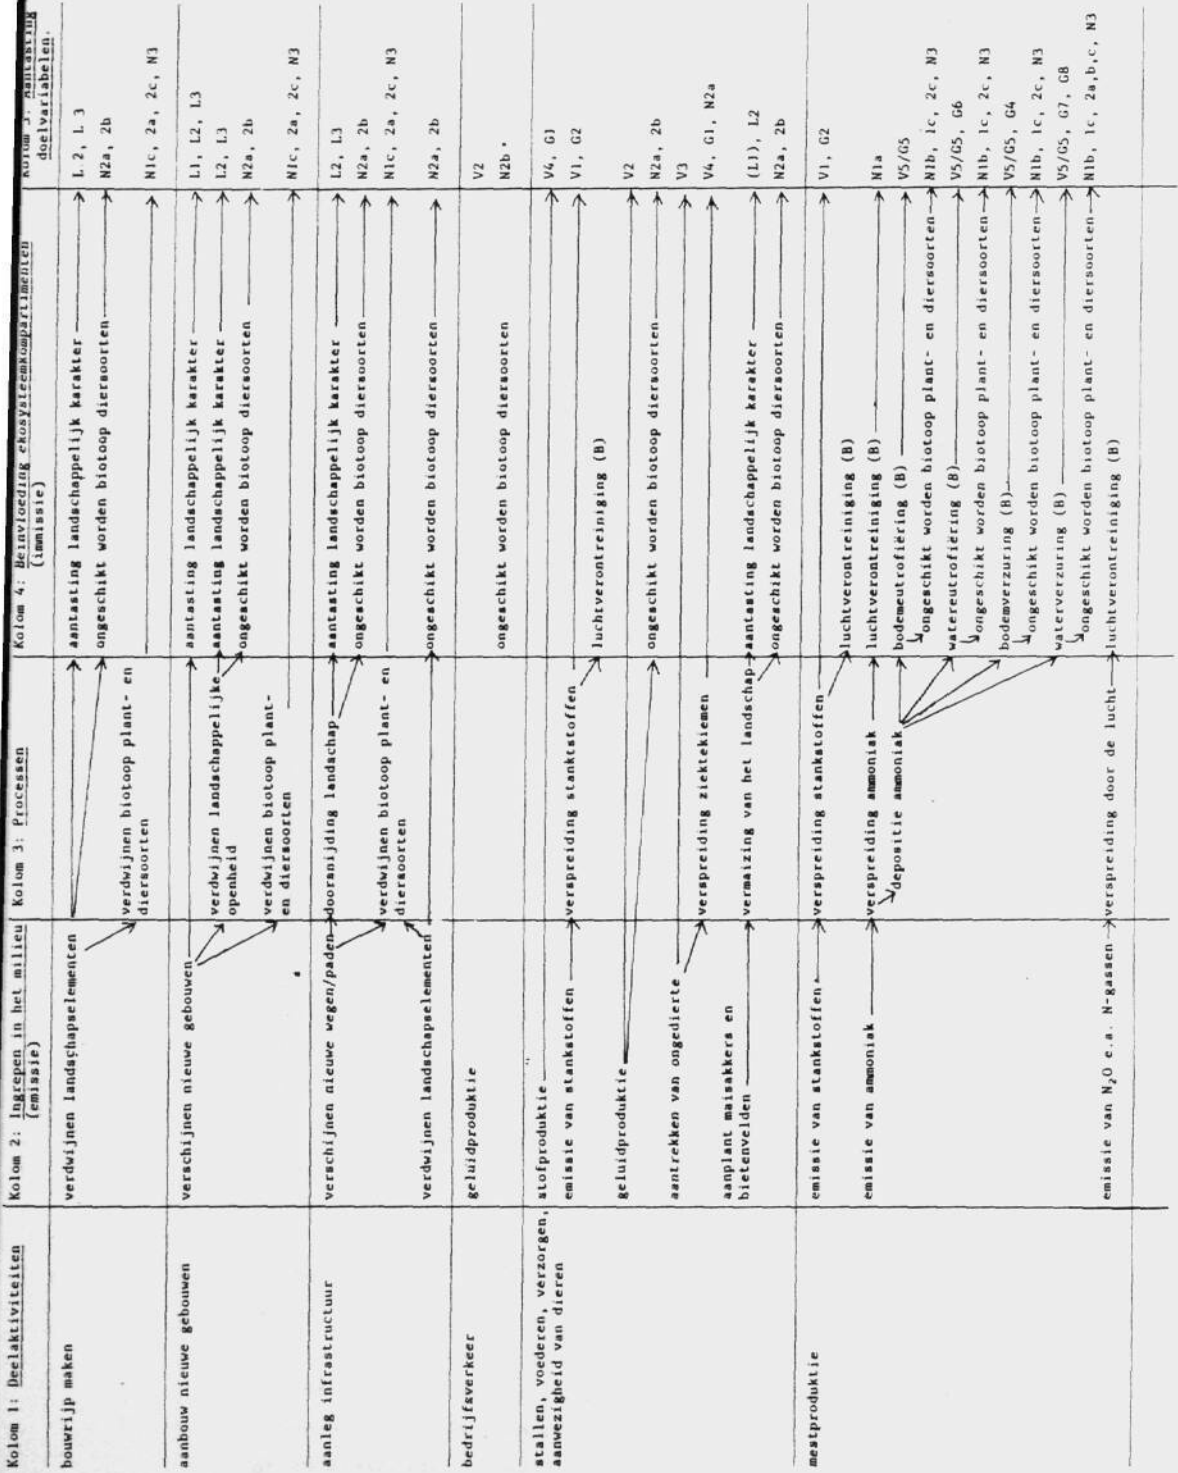 Kolom 1: Deelaktiviteiten
Kolom 2: Ingrepen in het milieu
(emissie)
Kolom 3: Processen
Kolom 4: Beinvloeding ekosysteemkompartimenten
(immissie)
Kolom 5: Aantasting
doelvariabelen.
bouwrijp maken
verdwijnen landschapselementen
aantasting landschappelijk karakter
L 2, L 3
ongeschikt worden biotoop diersoorten
N2a, 2b
verdwijnen biotoop plant- en
diersoorten
N1c, 2a, 2c, N3
aanbouw nieuwe gebouwen
verschijnen nieuwe gebouwen
aantasting landschappelijk karakter
L1, L2, L3
verdwijnen landschappelijke
openheid
aantasting landschappelijk karakter
L2, L3
ongeschikt worden biotoop diersoorten
N2a, 2b
verdwijnen biotoop plant-
en diersoorten
N1c, 2a, 2c, N3
aanleg infrastructuur
verschijnen nieuwe wegen/paden
doorsnijding landschap
aantasting landschappelijk karakter
L2, L3
ongeschikt worden biotoop diersoorten
N2a, 2b
verdwijnen biotoop plant- en
diersoorten
N1c, 2a, 2c, N3
verdwijnen landschapselementen
ongeschikt worden biotoop diersoorten
N2a, 2b
bedrijfsverkeer
geluidproduktie
V2
ongeschikt worden biotoop diersoorten
N2b
stallen, voederen, verzorgen,
aanwezigheid van dieren
stofproduktie
V4, G1
emissie van stankstoffen
verspreiding stankstoffen
V1, G2
luchtverontreiniging (B)
geluidproduktie
V2
ongeschikt worden biotoop diersoorten
N2a, 2b
aantrekken van ongedierte
V3
verspreiding ziektekiemen
V4, G1, N2a
aanplant maisakkers en
bietenvelden
vermaizing van het landschap
aantasting landschappelijk karakter
(L1), L2
ongeschikt worden biotoop diersoorten
N2a, 2b
mestproduktie
emissie van stankstoffen
verspreiding stankstoffen
V1, G2
luchtverontreiniging (B)
emissie van ammoniak
verspreiding ammoniak
luchtverontreiniging (B)
N1a
depositie ammoniak
bodemeutrofiëring (B)
V5/G5
ongeschikt worden biotoop plant- en diersoorten
N1b, 1c, 2c, N3
watereutrofiëring (B)
V5/G5, G6
ongeschikt worden biotoop plant- en diersoorten
N1b, 1c, 2c, N3
bodemverzuring (B)
V5/G5, G4
ongeschikt worden biotoop plant- en diersoorten
N1b, 1c, 2c, N3
waterverzuring (B)
V5/G5, G7, G8
ongeschikt worden biotoop plant- en diersoorten
N1b, 1c, 2a,b,c, N3
emissie van N₂O e.a. N-gassen
verspreiding door de lucht
luchtverontreiniging (B)